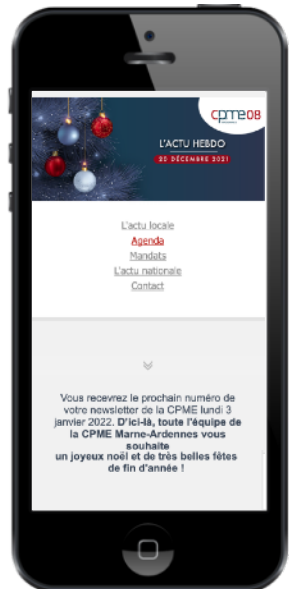 cpme08
L'ACTU HEBDO
20 DÉCEMBRE 2021
L'actu locale
Agenda
Mandats
L'actu nationale
Contact
Vous recevrez le prochain numéro de
votre newsletter de la CPME lundi 3
janvier 2022. D'ici-là, toute l'équipe de
la CPME Marne-Ardennes vous
souhaite
un joyeux noël et de très belles fêtes
de fin d'année !